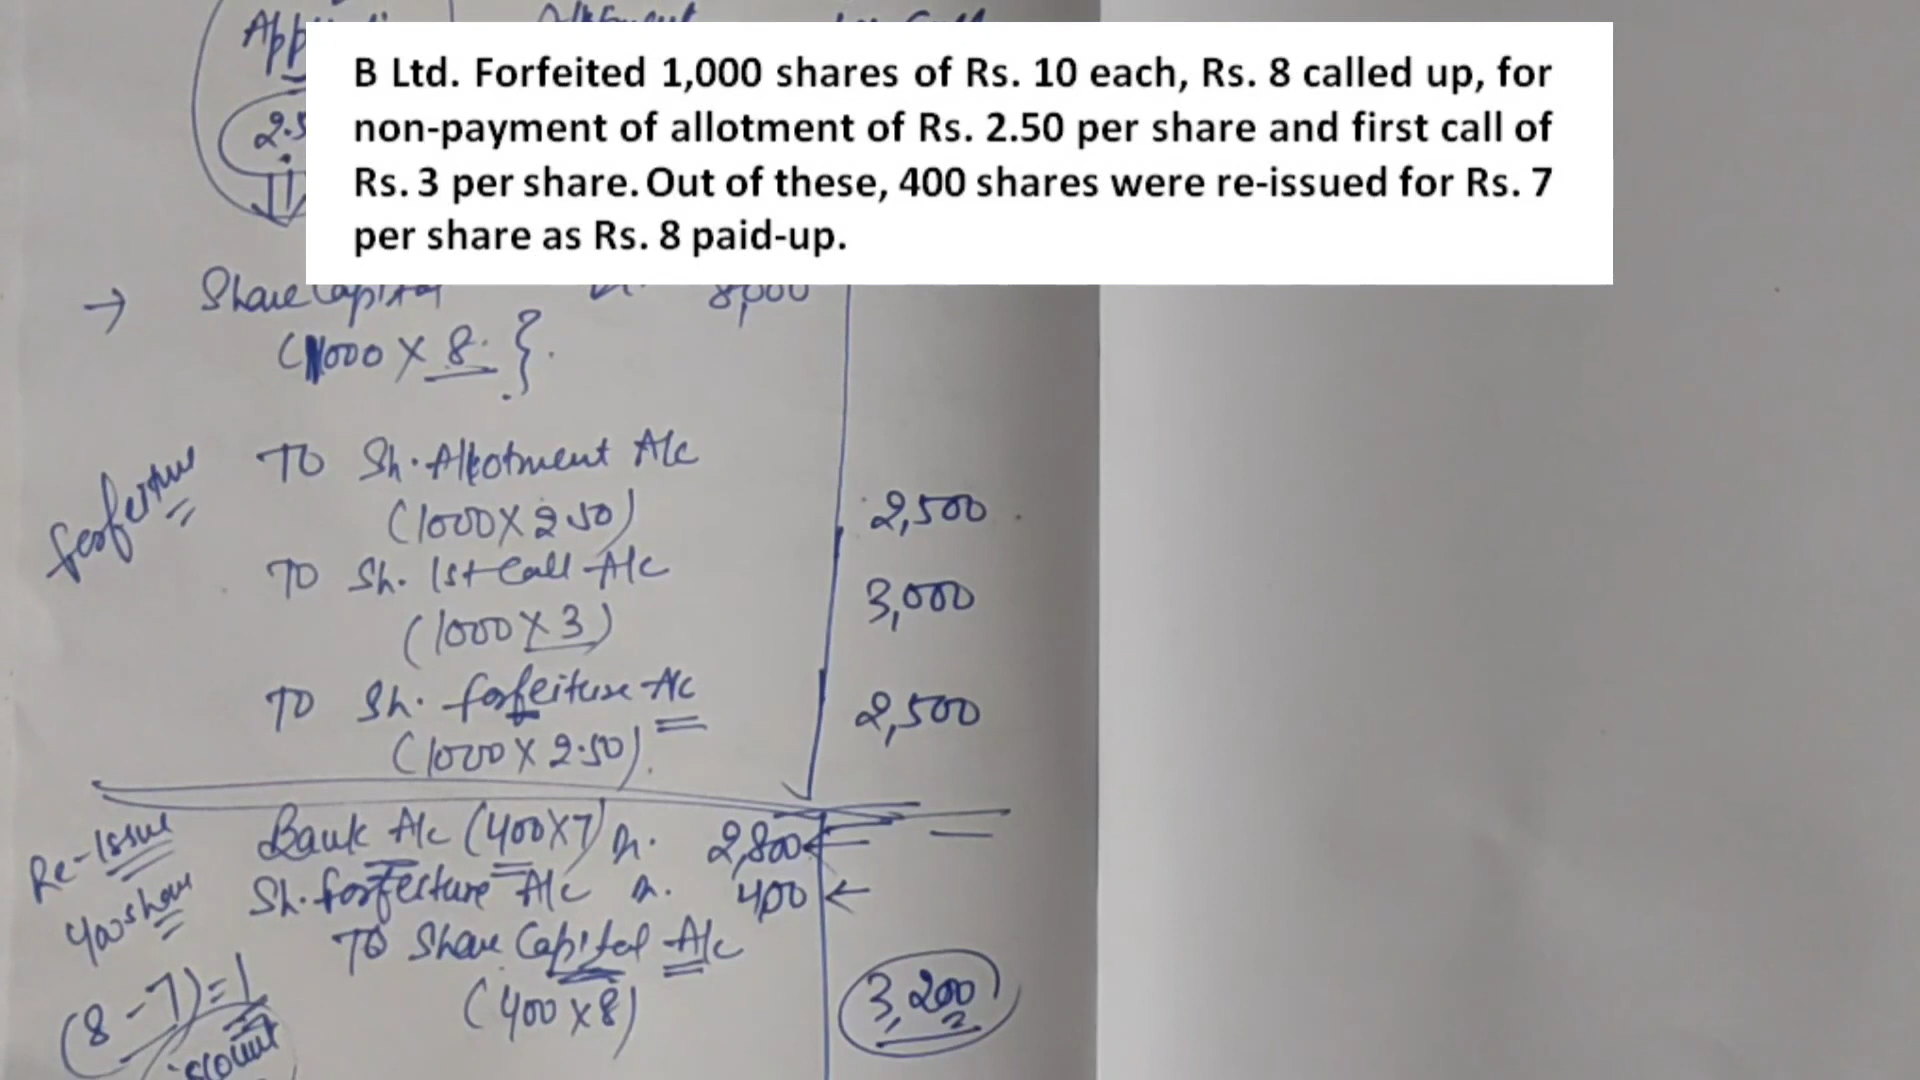 B Ltd. Forfeited 1,000 shares of Rs. 10 each, Rs. 8 called up, for
non-payment of allotment of Rs. 2.50 per share and first call of
Rs. 3 per share. Out of these, 400 shares were re-issued for Rs. 7
per share as Rs. 8 paid-up.
App
2.5
→ Share Capital 8,000
(1000 X 8 }.
Forfeiture
TO Sh. Allotment A/c
(1000 X 2.50) 2,500
TO Sh. 1st Call A/c
(1000 X 3) 3,000
TO Sh. forfeiture A/c
(1000 X 2.50) 2,500
Re-Issue
400 share
Bank A/c (400X7) Dr. 2,800 ←
Sh. forfeiture A/c Dr. 400 ←
TO Share Capital A/c
(400 X 8) 3,200
(8-7) = 1